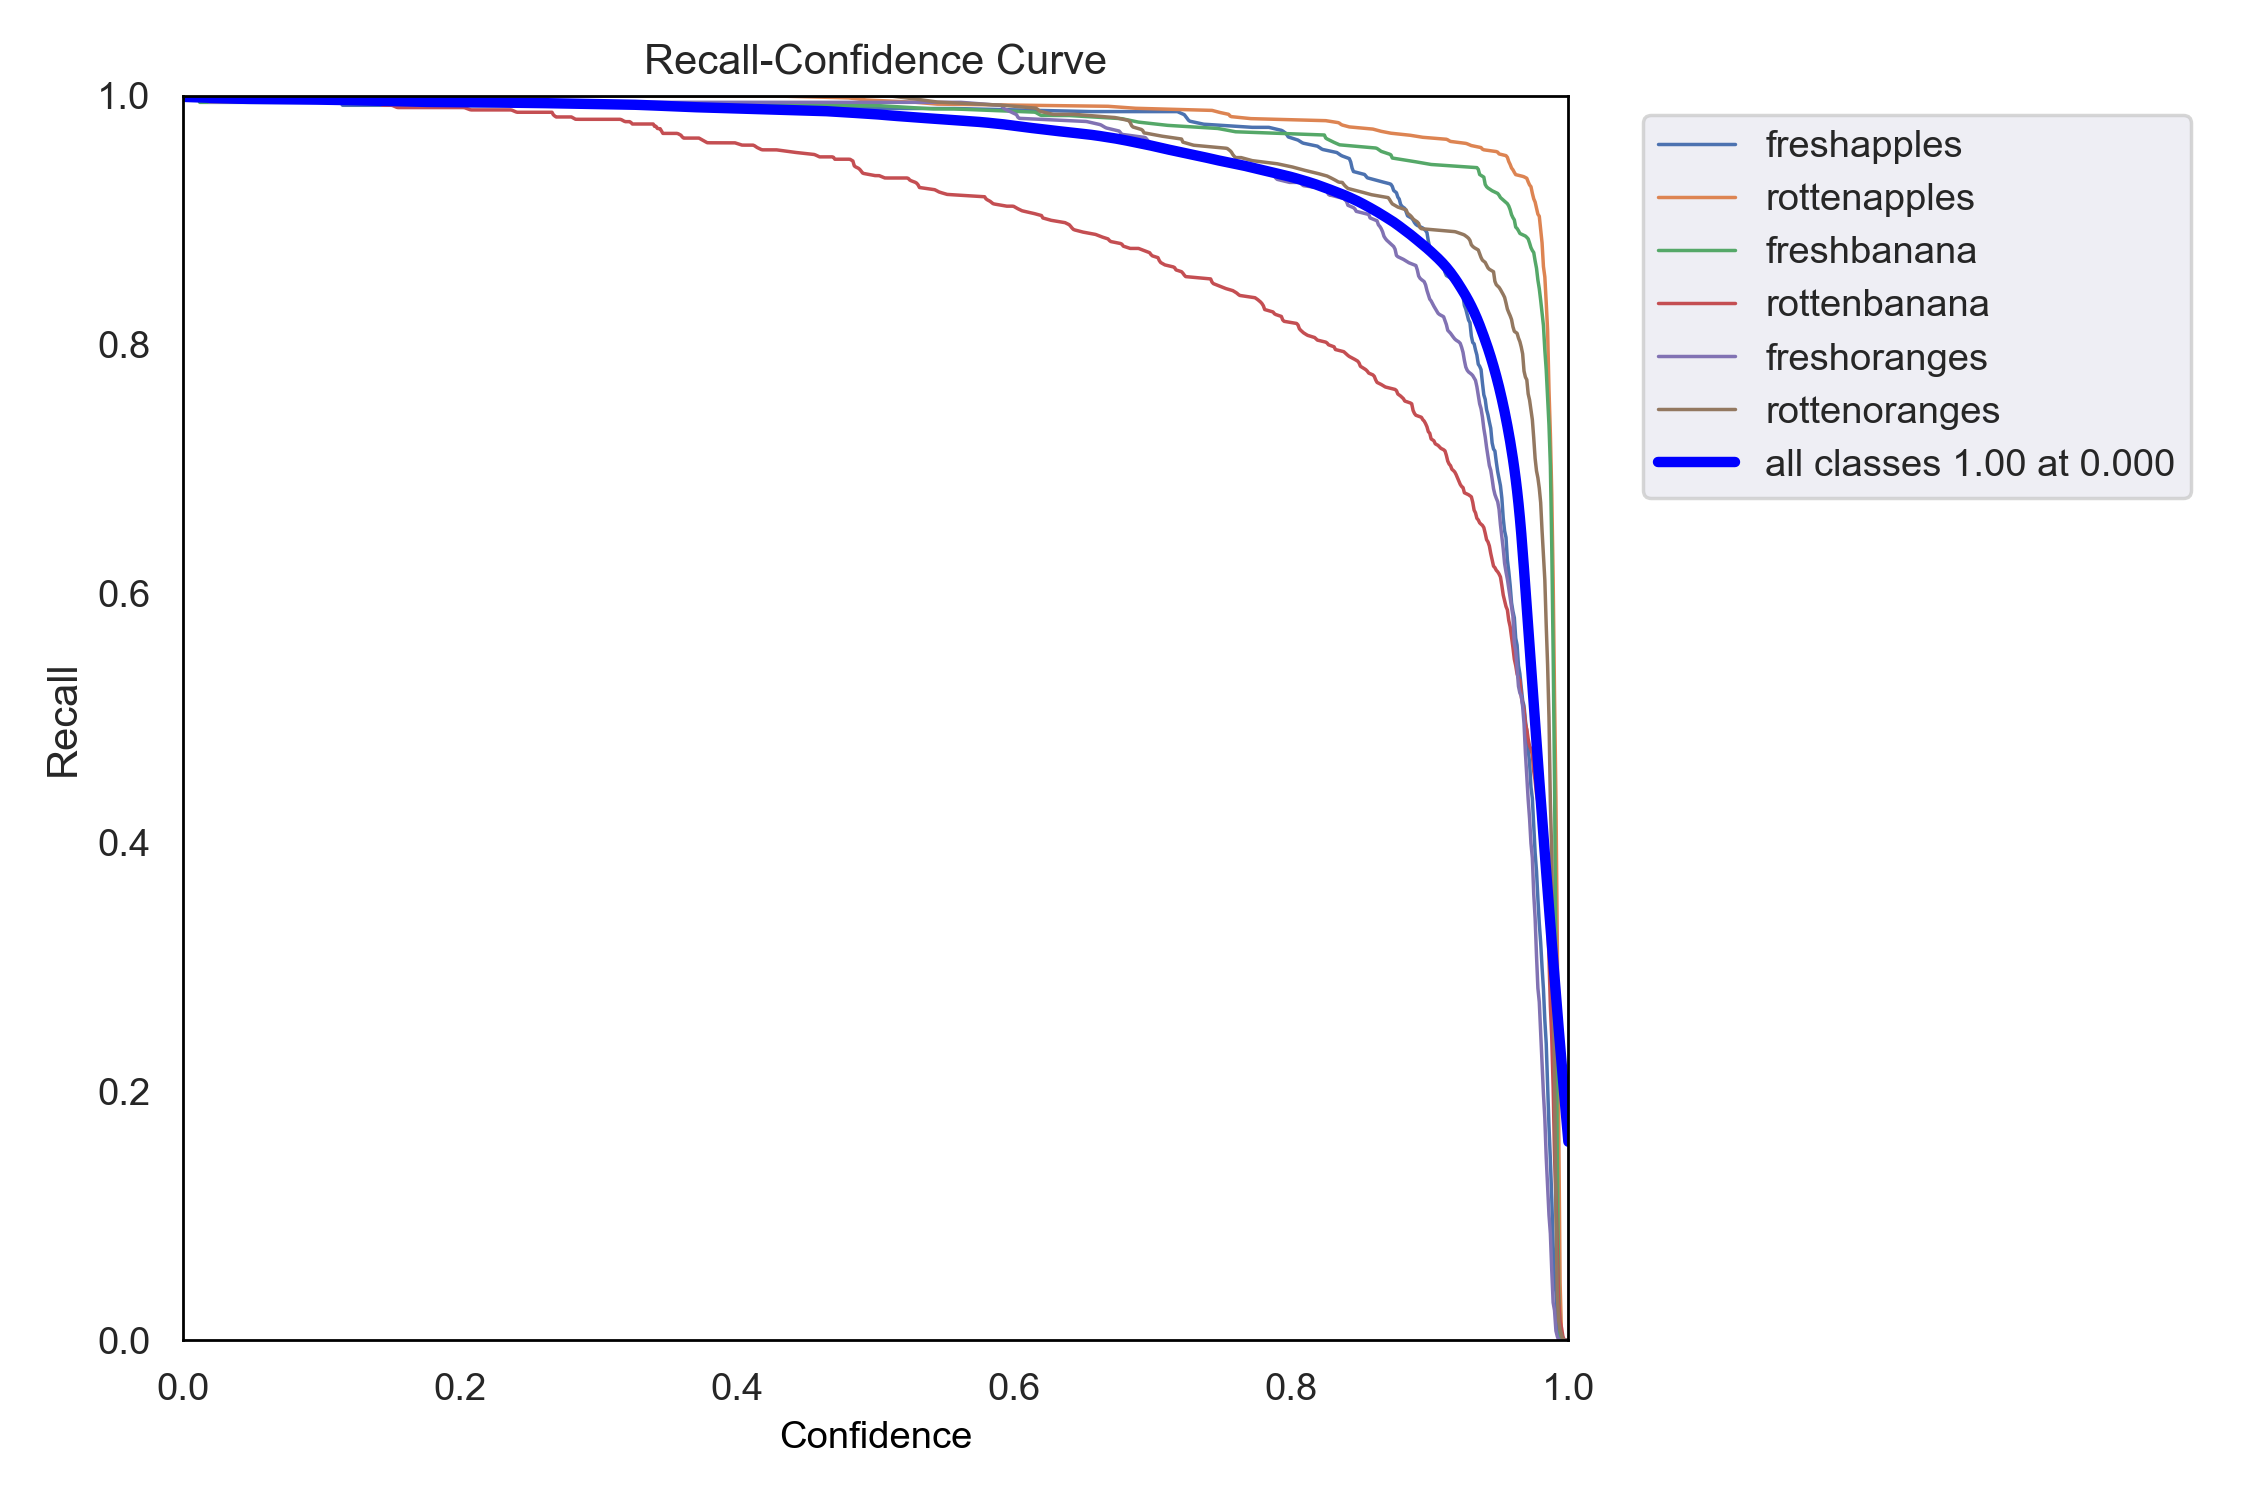 Recall-Confidence Curve
1.0
0.8
0.6
0.4
0.2
0.0
Recall
0.0 0.2 0.4 0.6 0.8 1.0
Confidence
freshapples
rottenapples
freshbanana
rottenbanana
freshoranges
rottenoranges
all classes 1.00 at 0.000